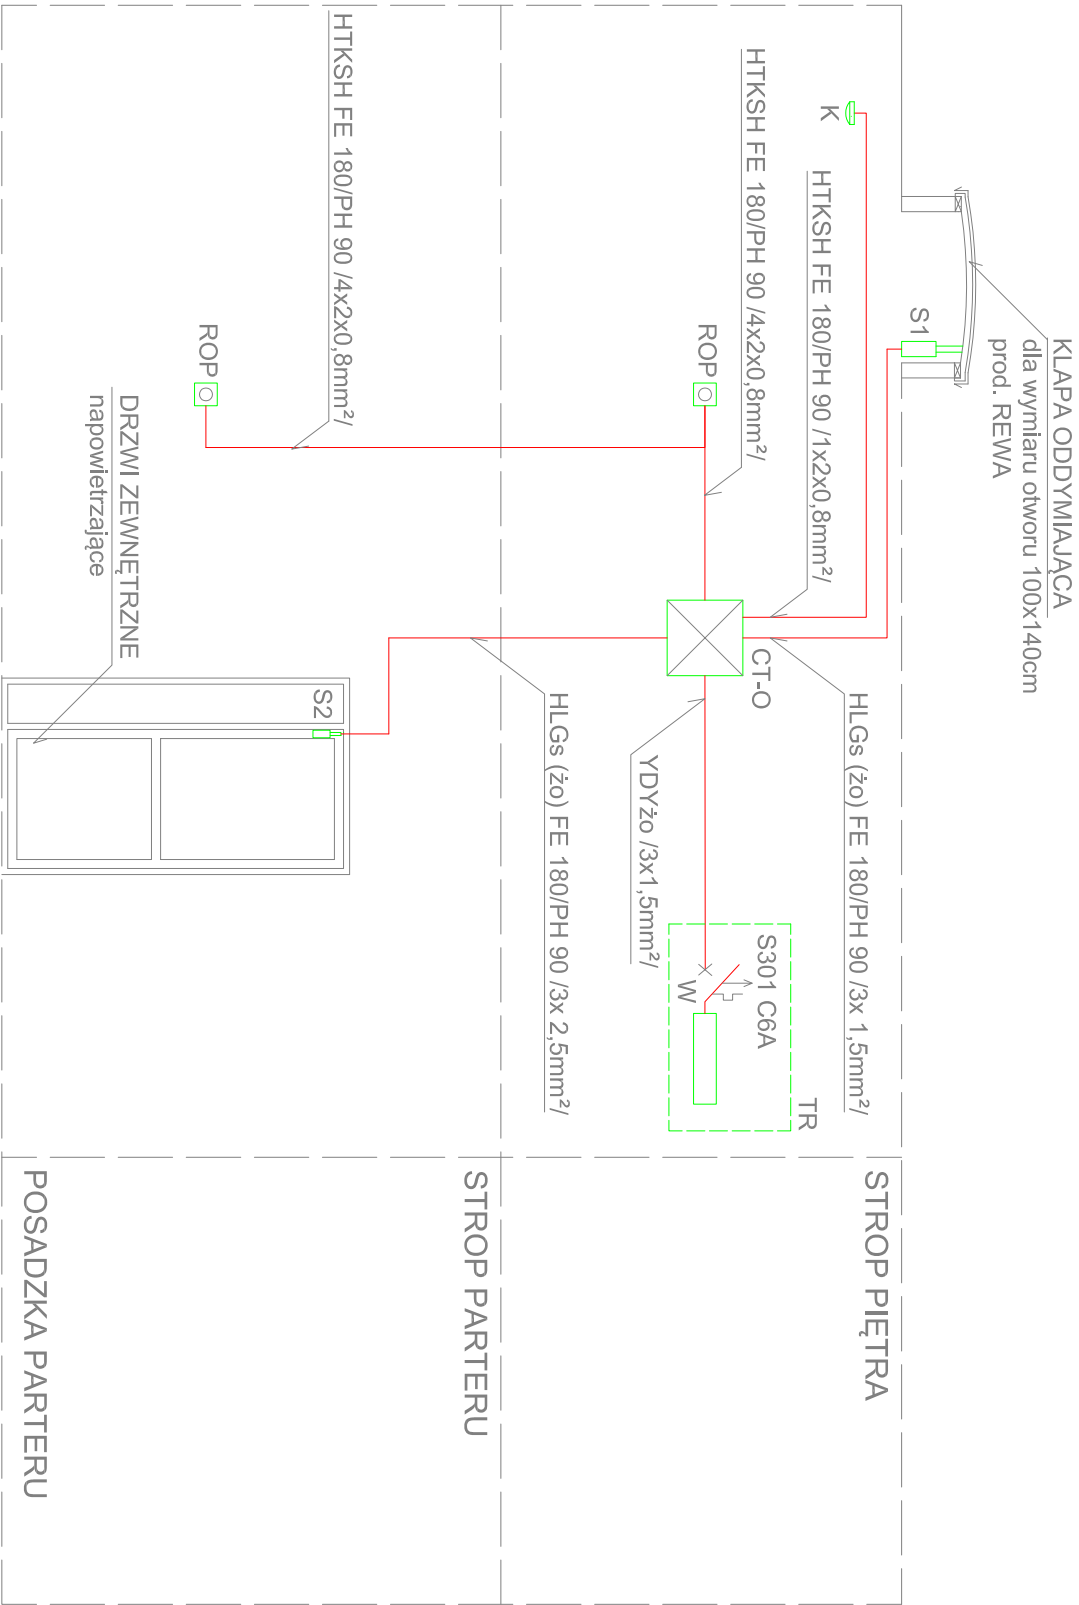 KLAPA ODDYMIAJĄCA
dla wymiaru otworu 100x140cm
prod. REWA
S1
K
HTKSH FE 180/PH 90 /1x2x0,8mm²/
HLGs (żo) FE 180/PH 90 /3x 1,5mm²/
STROP PIĘTRA
HTKSH FE 180/PH 90 /4x2x0,8mm²/
ROP
CT-O
TR
S301 C6A
W
YDYżo /3x1,5mm²/
HLGs (żo) FE 180/PH 90 /3x 2,5mm²/
STROP PARTERU
HTKSH FE 180/PH 90 /4x2x0,8mm²/
ROP
S2
DRZWI ZEWNĘTRZNE
napowietrzające
POSADZKA PARTERU